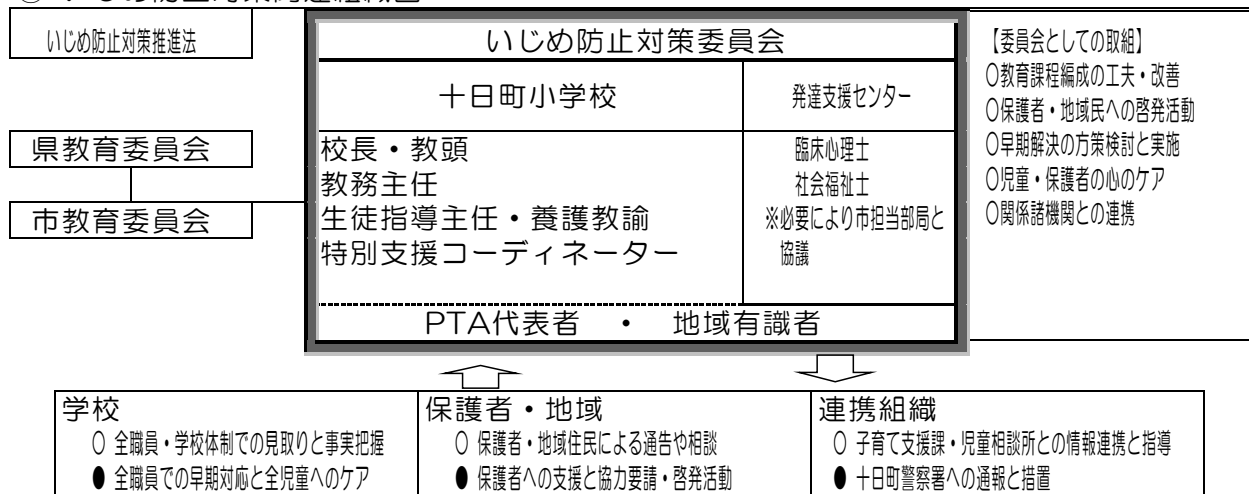 いじめ防止対策推進法
県教育委員会
市教育委員会
いじめ防止対策委員会
十日町小学校
発達支援センター
校長・教頭
教務主任
生徒指導主任・養護教諭
特別支援コーディネーター
臨床心理士
社会福祉士
※必要により市担当部局と
協議
PTA代表者 ・ 地域有識者
【委員会としての取組】
○教育課程編成の工夫・改善
○保護者・地域民への啓発活動
○早期解決の方策検討と実施
○児童・保護者の心のケア
○関係諸機関との連携
学校
○ 全職員・学校体制での見取りと事実把握
● 全職員での早期対応と全児童へのケア
保護者・地域
○ 保護者・地域住民による通告や相談
● 保護者への支援と協力要請・啓発活動
連携組織
○ 子育て支援課・児童相談所との情報連携と指導
● 十日町警察署への通報と措置